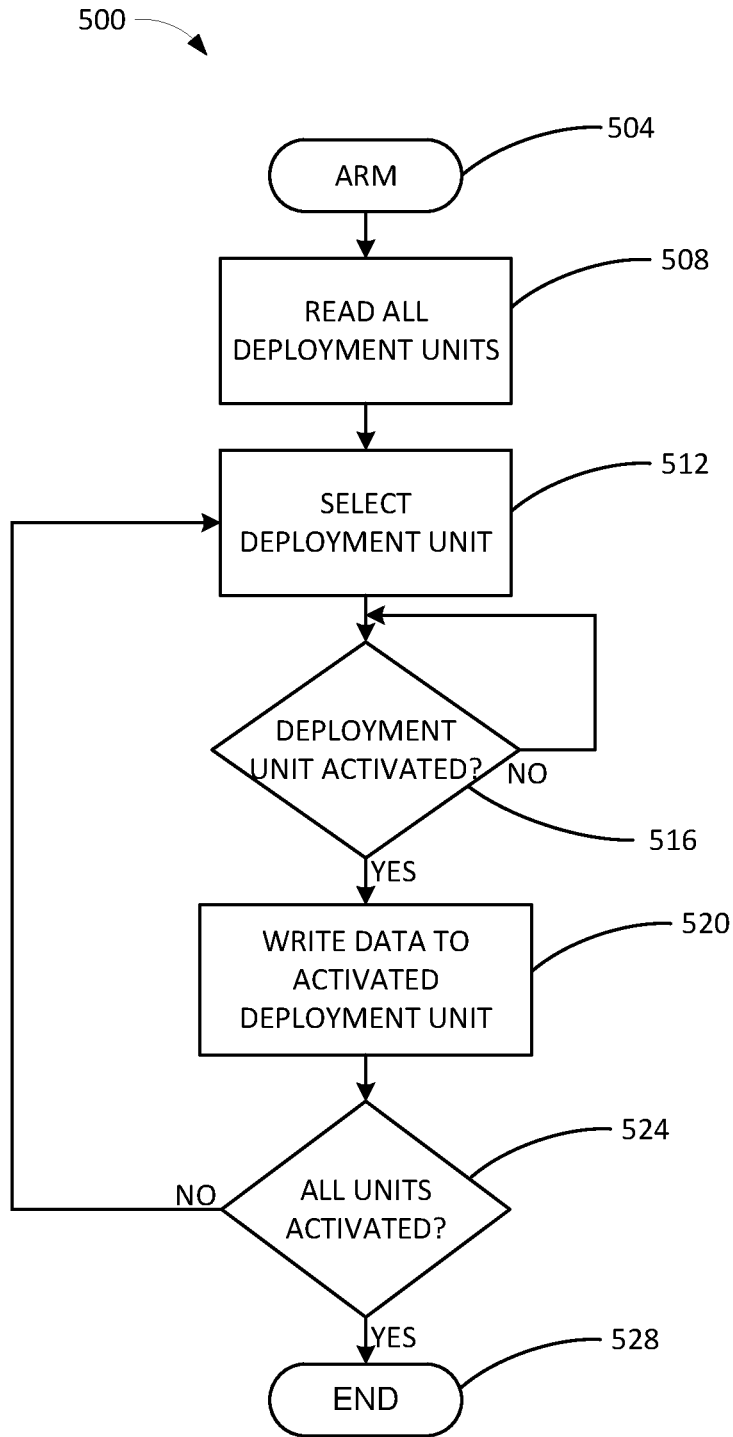 500
504
ARM
508
READ ALL
DEPLOYMENT UNITS
512
SELECT
DEPLOYMENT UNIT
DEPLOYMENT
UNIT ACTIVATED?
NO
516
YES
520
WRITE DATA TO
ACTIVATED
DEPLOYMENT UNIT
524
NO
ALL UNITS
ACTIVATED?
YES
528
END